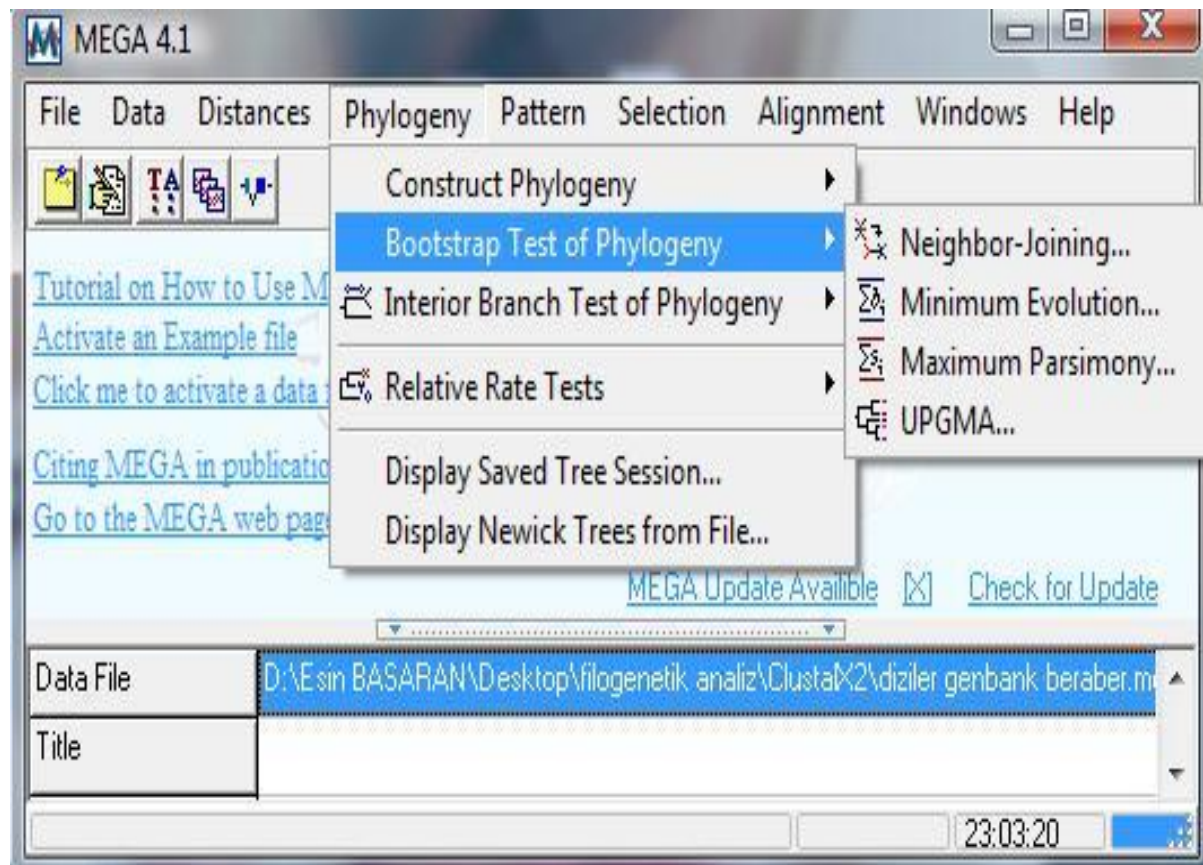 MEGA 4.1
File Data Distances Phylogeny Pattern Selection Alignment Windows Help
Construct Phylogeny
Bootstrap Test of Phylogeny
Interior Branch Test of Phylogeny
Relative Rate Tests
Display Saved Tree Session...
Display Newick Trees from File...
Neighbor-Joining...
Minimum Evolution...
Maximum Parsimony...
UPGMA...
Tutorial on How to Use M
Activate an Example file
Click me to activate a data
Citing MEGA in publicatio
Go to the MEGA web page
MEGA Update Availible [X] Check for Update
Data File D:\Esin BASARAN\Desktop\filogenetik analiz\ClustalX2\diziler genbank beraber.m
Title
23:03:20